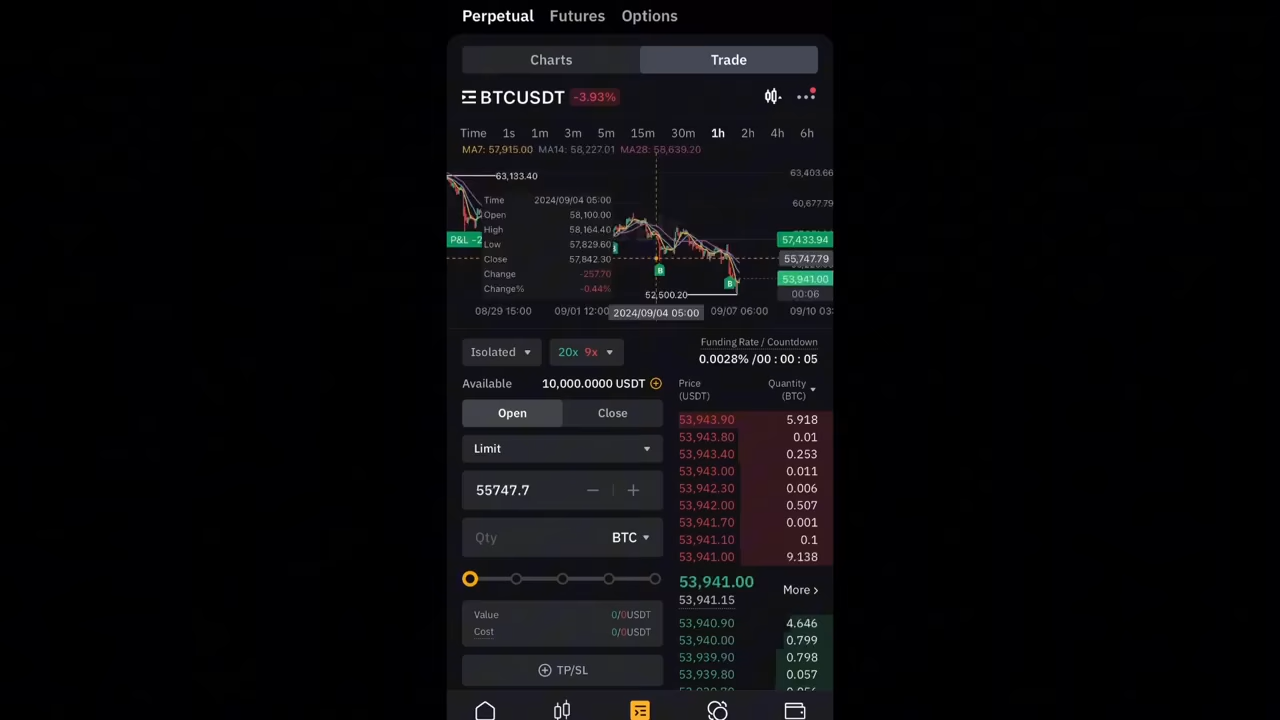 Perpetual Futures Options
Charts Trade
BTCUSDT -3.93%
Time 1s 1m 3m 5m 15m 30m 1h 2h 4h 6h
MA7: 57,915.00 MA14: 58,227.01 MA28: 58,639.20
63,133.40
63,403.66
60,677.79
Time 2024/09/04 05:00
Open 58,100.00
High 58,164.40
Low 57,829.60
Close 57,842.30
Change -257.70
Change% -0.44%
P&L -2
B
B
57,433.94
55,747.79
53,941.00
00:06
52,500.20
08/29 15:00 09/01 12:00 2024/09/04 05:00 09/07 06:00 09/10 03:
Isolated 20x 9x
Funding Rate / Countdown
0.0028% /00 : 00 : 05
Available 10,000.0000 USDT
Open Close
Limit
55747.7
Qty BTC
Value 0/0USDT
Cost 0/0USDT
TP/SL
Price (USDT) Quantity (BTC)
53,943.90 5.918
53,943.80 0.01
53,943.40 0.253
53,943.00 0.011
53,942.30 0.006
53,942.00 0.507
53,941.70 0.001
53,941.10 0.1
53,941.00 9.138
53,941.00
53,941.15
More
53,940.90 4.646
53,940.00 0.799
53,939.90 0.798
53,939.80 0.057